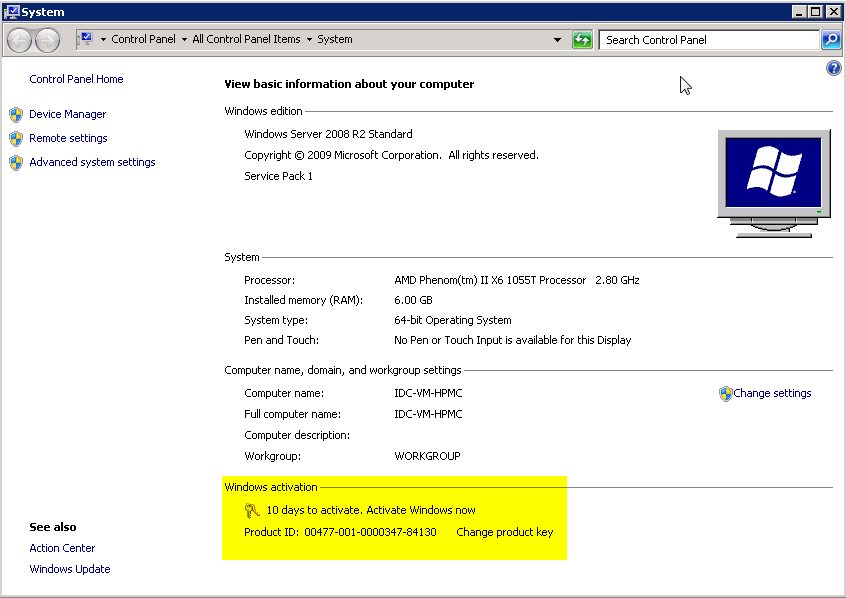 System
Control Panel All Control Panel Items System Search Control Panel
Control Panel Home
Device Manager
Remote settings
Advanced system settings
See also
Action Center
Windows Update
View basic information about your computer
Windows edition
Windows Server 2008 R2 Standard
Copyright © 2009 Microsoft Corporation. All rights reserved.
Service Pack 1
System
Processor: AMD Phenom(tm) II X6 1055T Processor 2.80 GHz
Installed memory (RAM): 6.00 GB
System type: 64-bit Operating System
Pen and Touch: No Pen or Touch Input is available for this Display
Computer name, domain, and workgroup settings
Computer name: IDC-VM-HPMC Change settings
Full computer name: IDC-VM-HPMC
Computer description:
Workgroup: WORKGROUP
Windows activation
10 days to activate. Activate Windows now
Product ID: 00477-001-0000347-84130 Change product key